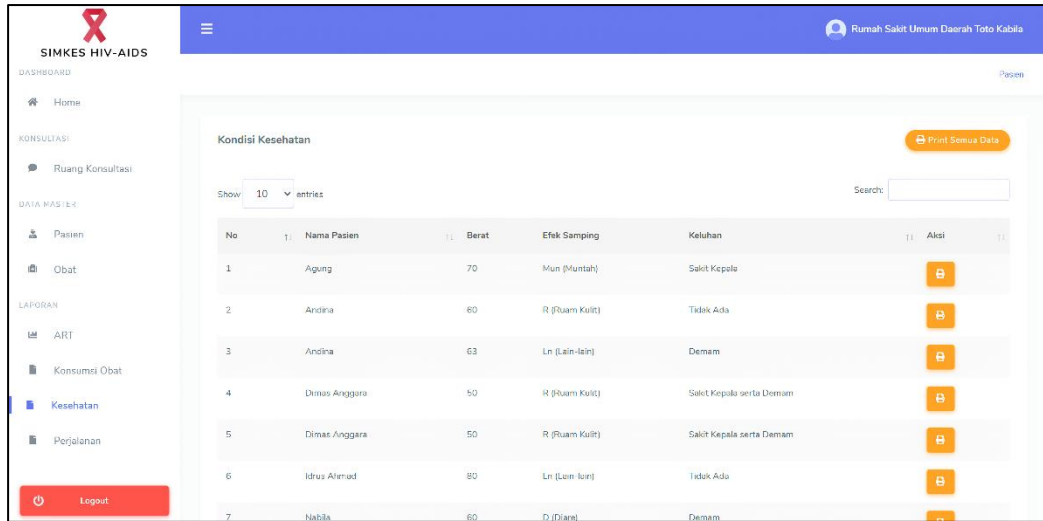 SIMKES HIV-AIDS
Rumah Sakit Umum Daerah Toto Kabila
DASHBOARD
Pasien
Home
KONSULTASI
Kondisi Kesehatan
Print Semua Data
Ruang Konsultasi
Show 10 entries
Search:
DATA MASTER
Pasien
No Nama Pasien Berat Efek Samping Keluhan Aksi
Obat
1 Agung 70 Mun (Muntah) Sakit Kepala
LAPORAN
2 Andina 60 R (Ruam Kulit) Tidak Ada
ART
3 Andina 63 Ln (Lain-lain) Demam
Konsumsi Obat
4 Dimas Anggara 50 R (Ruam Kulit) Sakit Kepala serta Demam
Kesehatan
5 Dimas Anggara 50 R (Ruam Kulit) Sakit Kepala serta Demam
Perjalanan
6 Idrus Ahmad 80 Ln (Lain-lain) Tidak Ada
Logout
7 Nabila 60 D (Diare) Demam